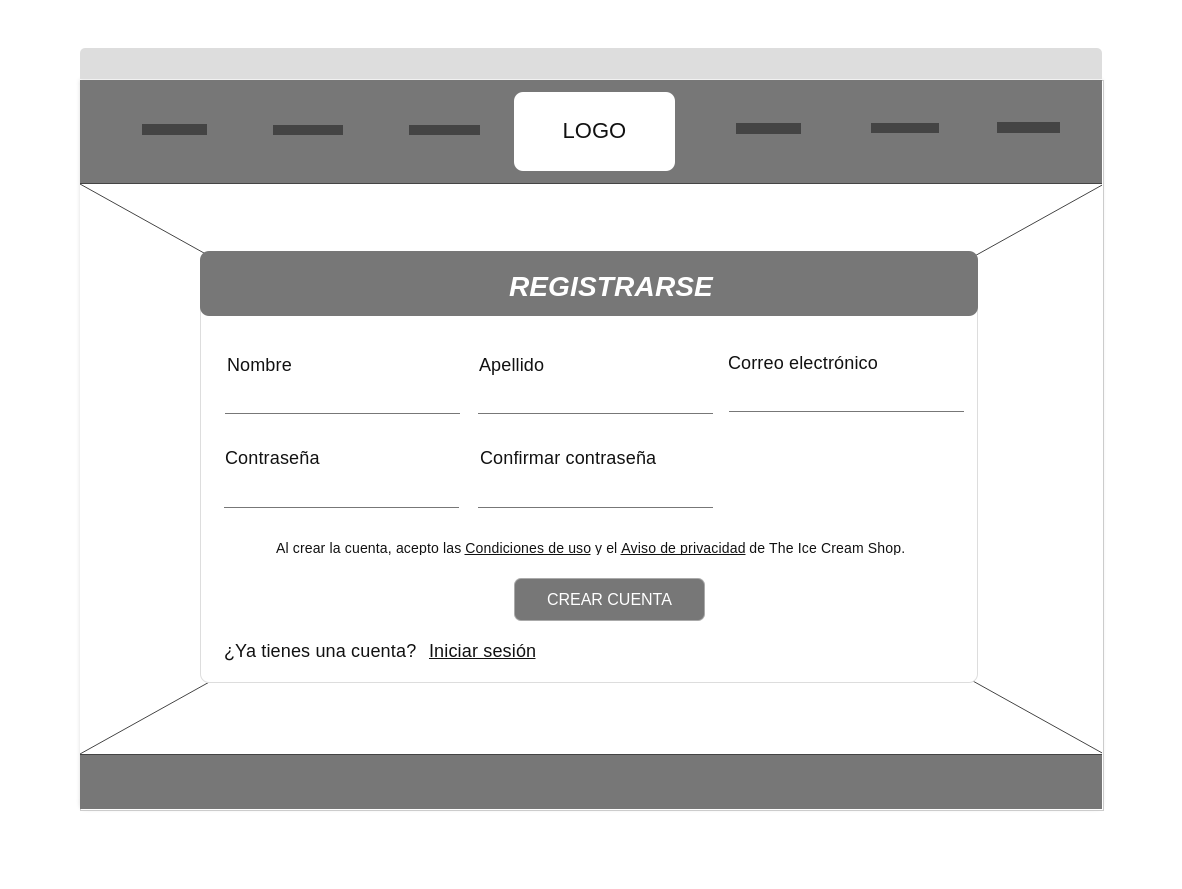 LOGO
REGISTRARSE
Nombre
Apellido
Correo electrónico
Contraseña
Confirmar contraseña
Al crear la cuenta, acepto las Condiciones de uso y el Aviso de privacidad de The Ice Cream Shop.
CREAR CUENTA
¿Ya tienes una cuenta? Iniciar sesión